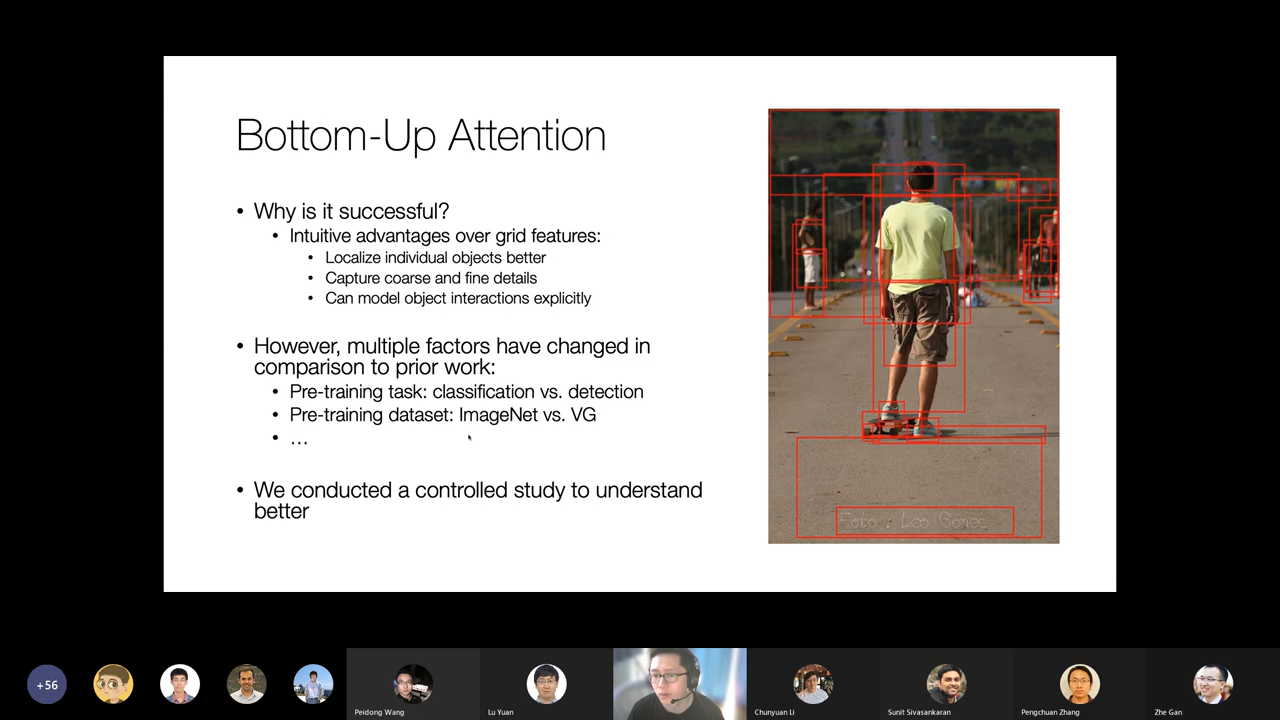 Bottom-Up Attention
• Why is it successful?
• Intuitive advantages over grid features:
• Localize individual objects better
• Capture coarse and fine details
• Can model object interactions explicitly
• However, multiple factors have changed in
comparison to prior work:
• Pre-training task: classification vs. detection
• Pre-training dataset: ImageNet vs. VG
• …
• We conducted a controlled study to understand
better
Foto : Leo Gomes
+56
Peidong Wang
Lu Yuan
Chunyuan Li
Sunit Sivasankaran
Pengchuan Zhang
Zhe Gan